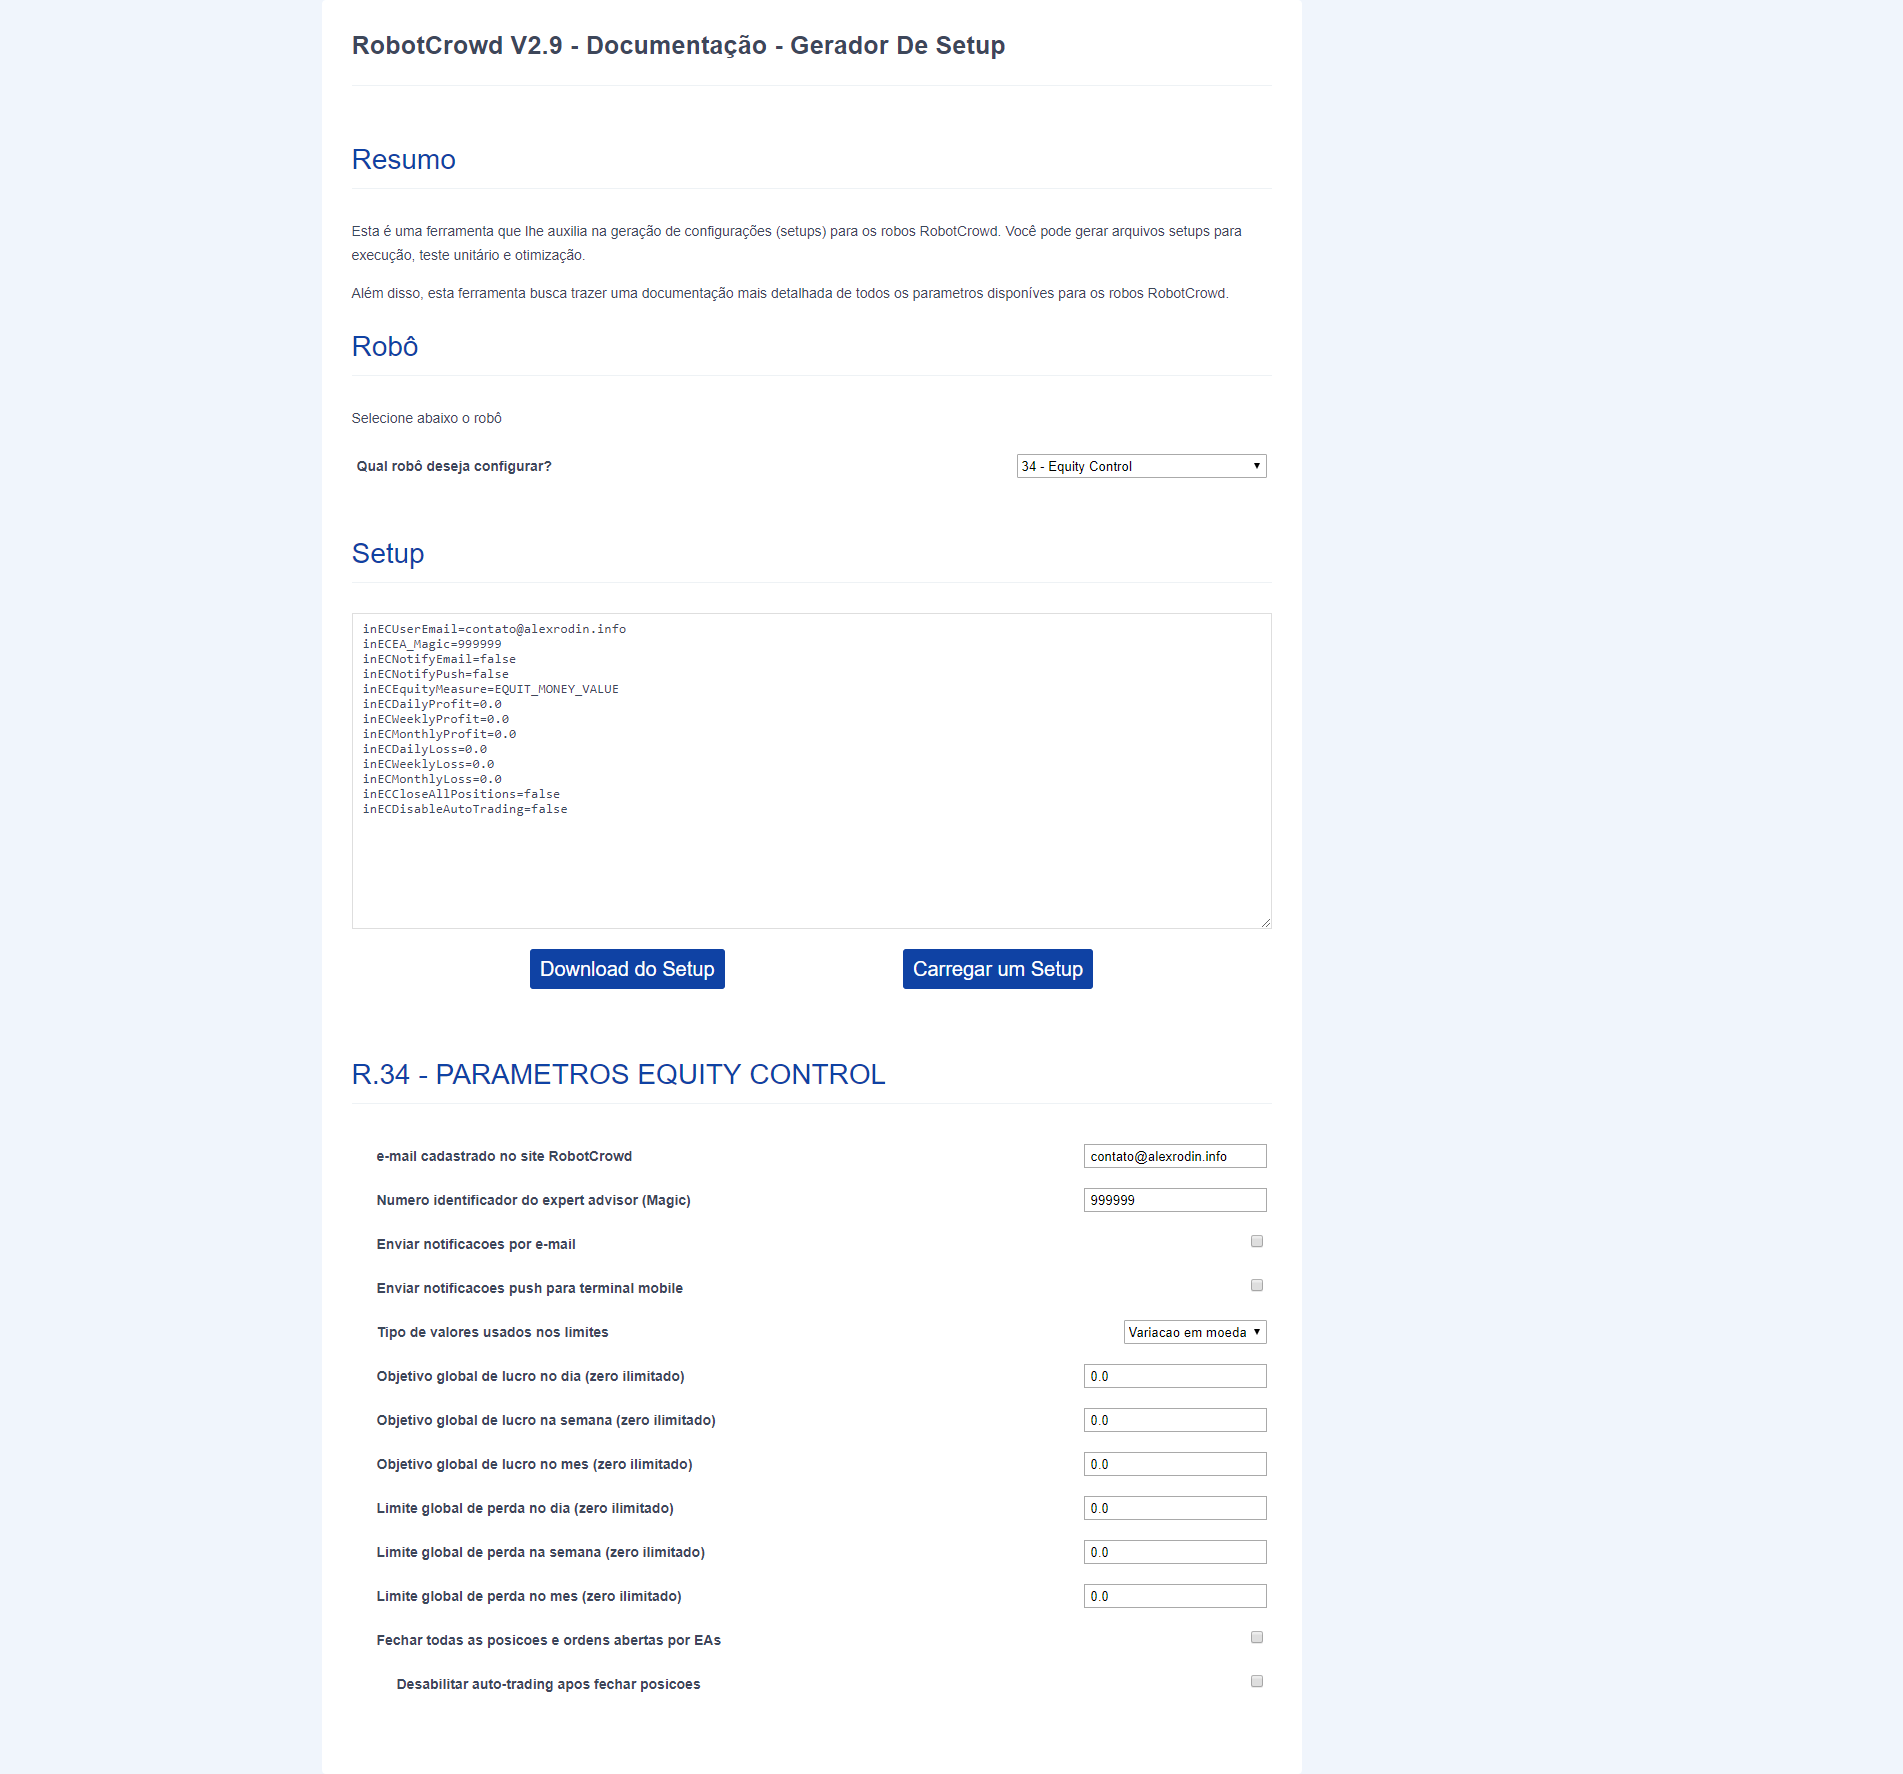 RobotCrowd V2.9 - Documentação - Gerador De Setup
Resumo
Esta é uma ferramenta que lhe auxilia na geração de configurações (setups) para os robos RobotCrowd. Você pode gerar arquivos setups para
execução, teste unitário e otimização.
Além disso, esta ferramenta busca trazer uma documentação mais detalhada de todos os parametros disponíves para os robos RobotCrowd.
Robô
Selecione abaixo o robô
Qual robô deseja configurar? 34 - Equity Control
Setup
inECUserEmail=contato@alexrodin.info
inECEA_Magic=999999
inECNotifyEmail=false
inECNotifyPush=false
inECEquityMeasure=EQUIT_MONEY_VALUE
inECDailyProfit=0.0
inECWeeklyProfit=0.0
inECMonthlyProfit=0.0
inECDailyLoss=0.0
inECWeeklyLoss=0.0
inECMonthlyLoss=0.0
inECCloseAllPositions=false
inECDisableAutoTrading=false
Download do Setup Carregar um Setup
R.34 - PARAMETROS EQUITY CONTROL
e-mail cadastrado no site RobotCrowd contato@alexrodin.info
Numero identificador do expert advisor (Magic) 999999
Enviar notificacoes por e-mail
Enviar notificacoes push para terminal mobile
Tipo de valores usados nos limites Variacao em moeda
Objetivo global de lucro no dia (zero ilimitado) 0.0
Objetivo global de lucro na semana (zero ilimitado) 0.0
Objetivo global de lucro no mes (zero ilimitado) 0.0
Limite global de perda no dia (zero ilimitado) 0.0
Limite global de perda na semana (zero ilimitado) 0.0
Limite global de perda no mes (zero ilimitado) 0.0
Fechar todas as posicoes e ordens abertas por EAs
Desabilitar auto-trading apos fechar posicoes